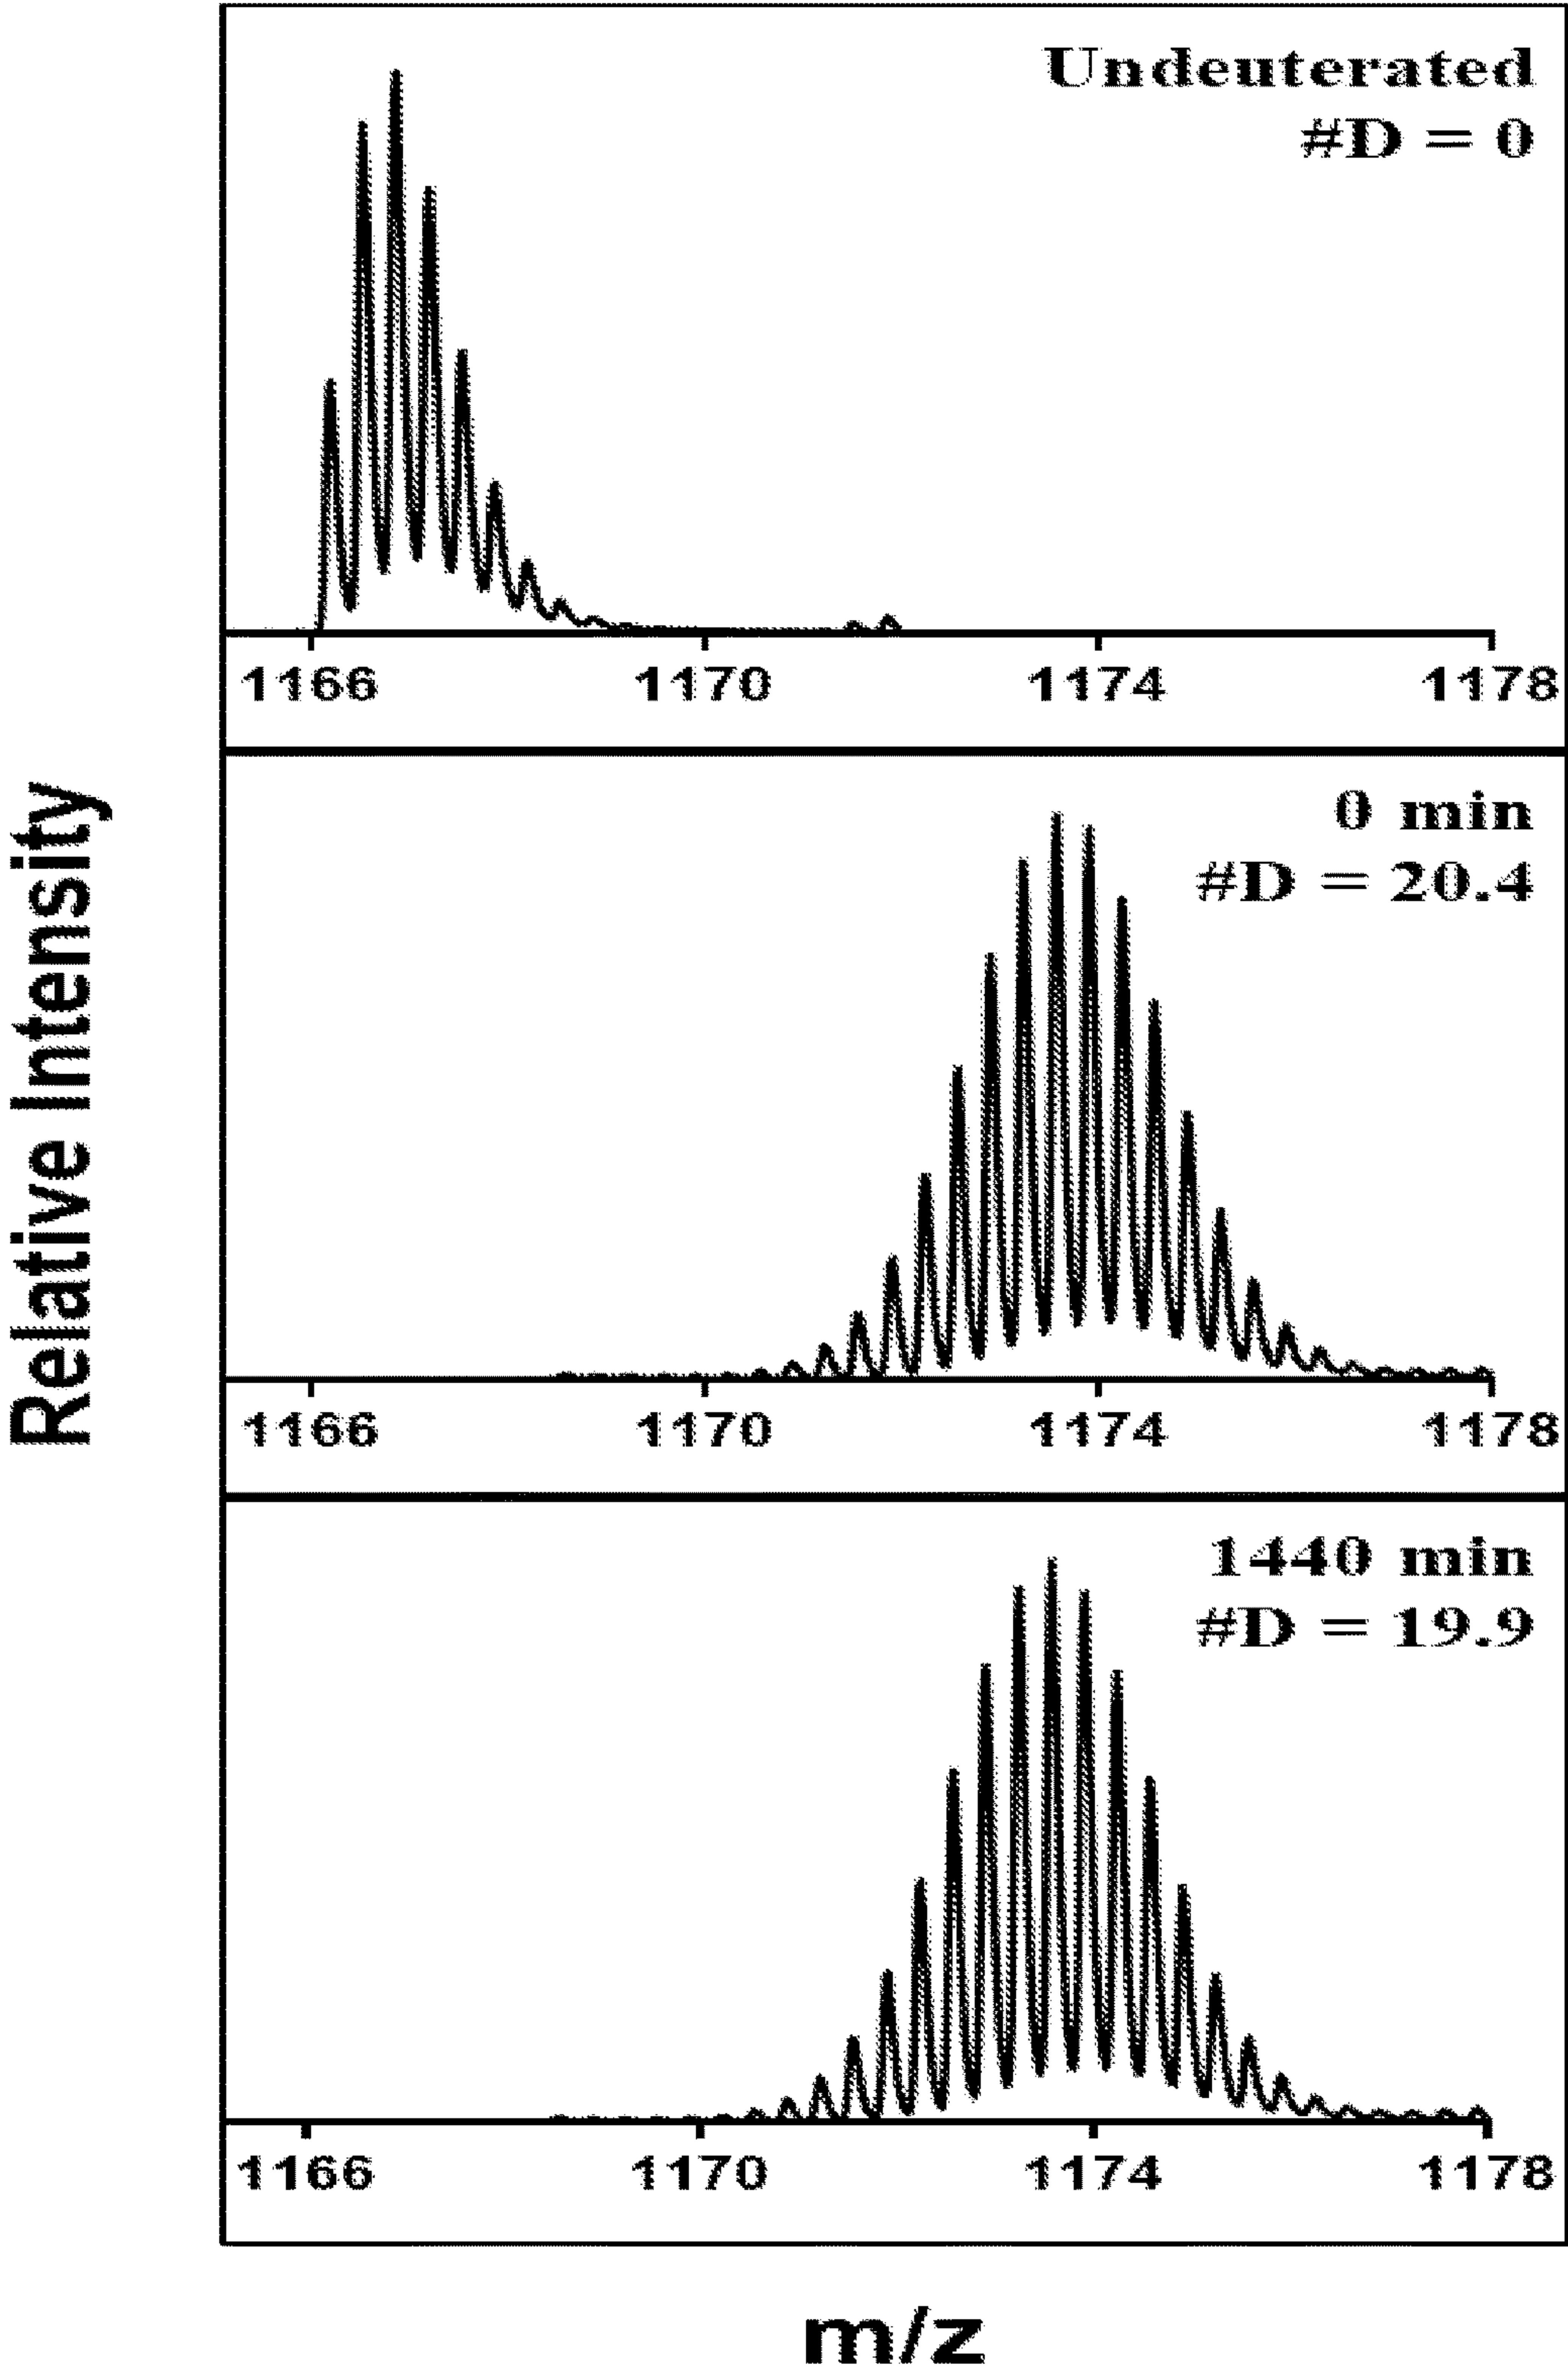 Undeuterated
#D = 0
1166 1170 1174 1178
0 min
#D = 20.4
1166 1170 1174 1178
1440 min
#D = 19.9
1166 1170 1174 1178
Relative Intensity
m/z